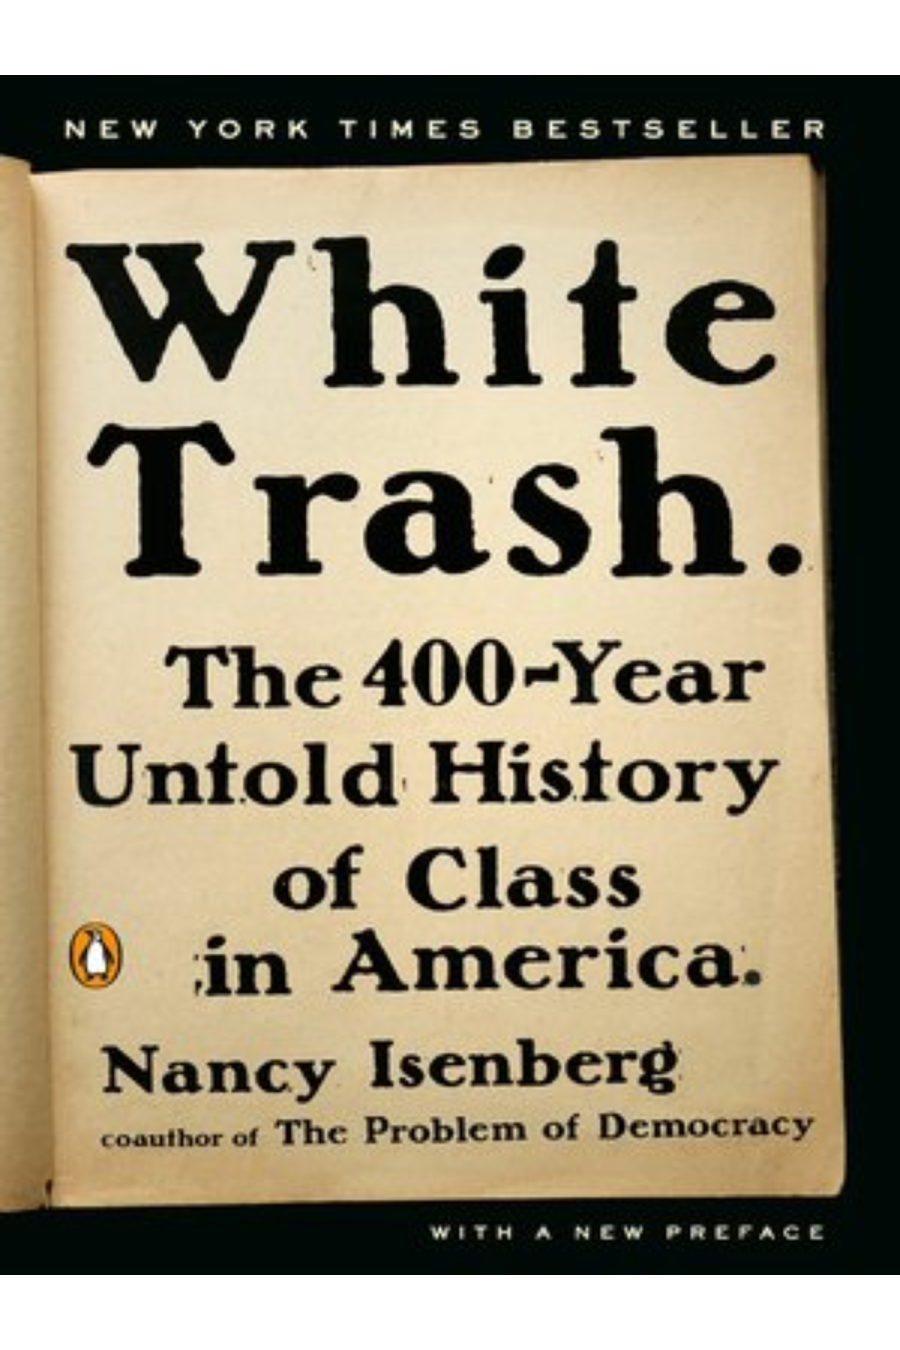 NEW YORK TIMES BESTSELLER
White
Trash.
The 400-Year
Untold History
of Class
in America.
Nancy Isenberg
coauthor of The Problem of Democracy
WITH A NEW PREFACE